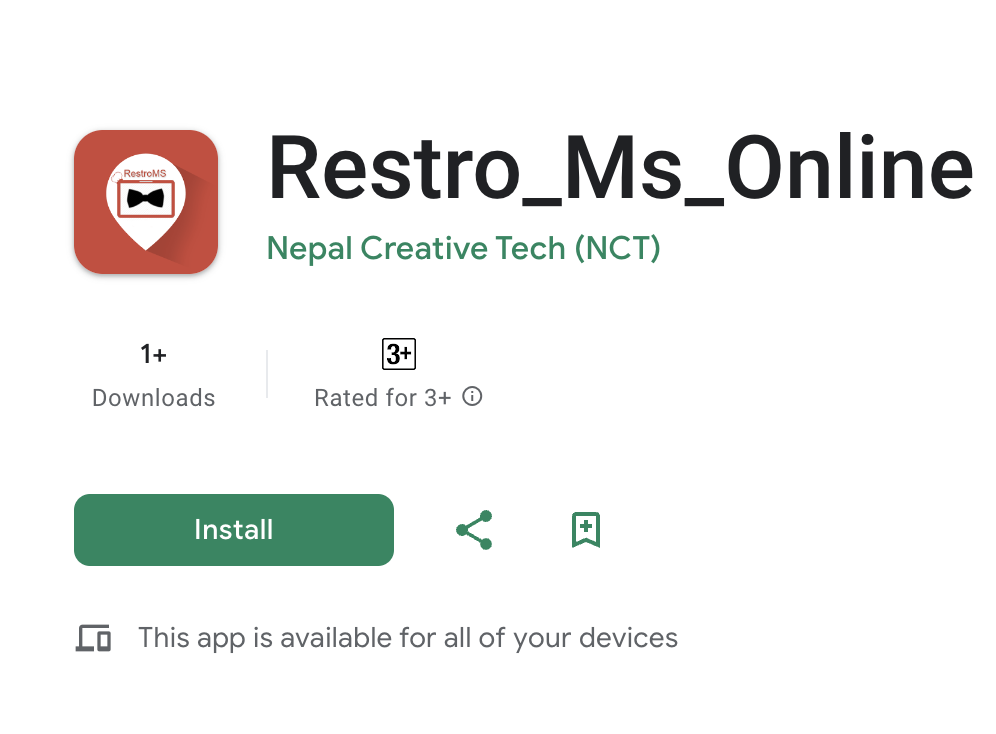 RestroMS
Restro_Ms_Online
Nepal Creative Tech (NCT)
1+
Downloads
3+
Rated for 3+
Install
This app is available for all of your devices